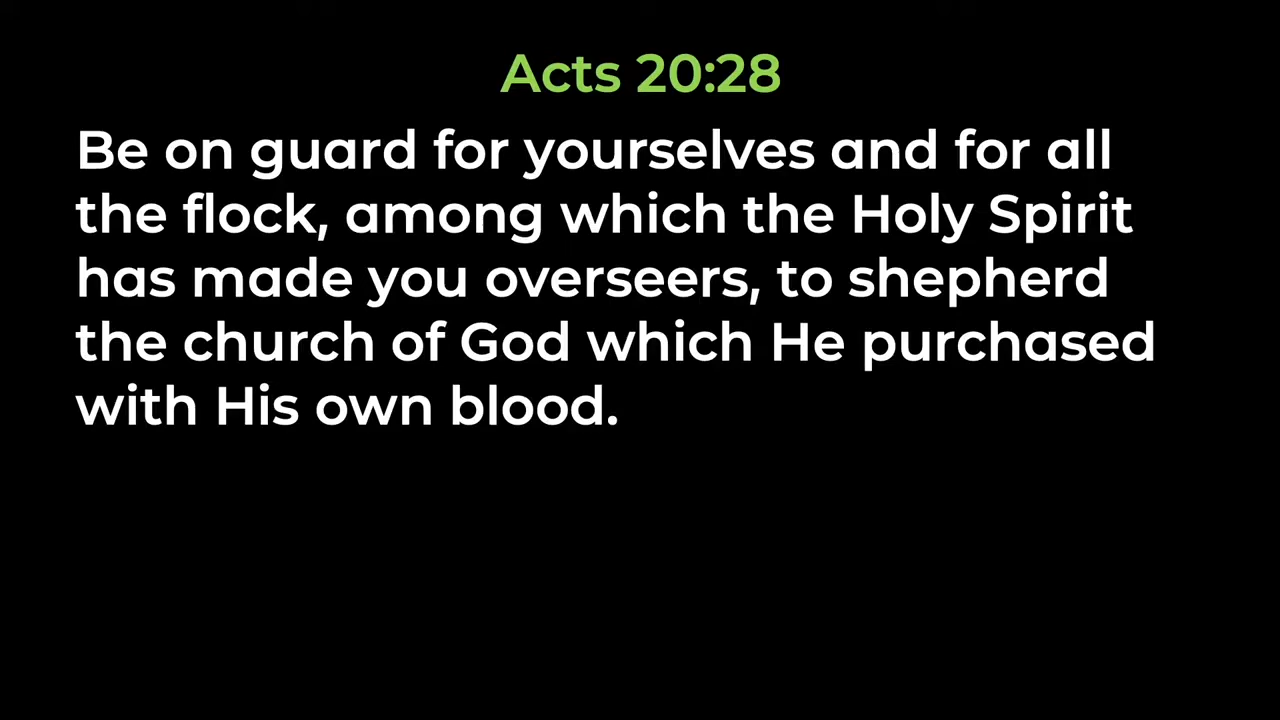 Acts 20:28
Be on guard for yourselves and for all
the flock, among which the Holy Spirit
has made you overseers, to shepherd
the church of God which He purchased
with His own blood.